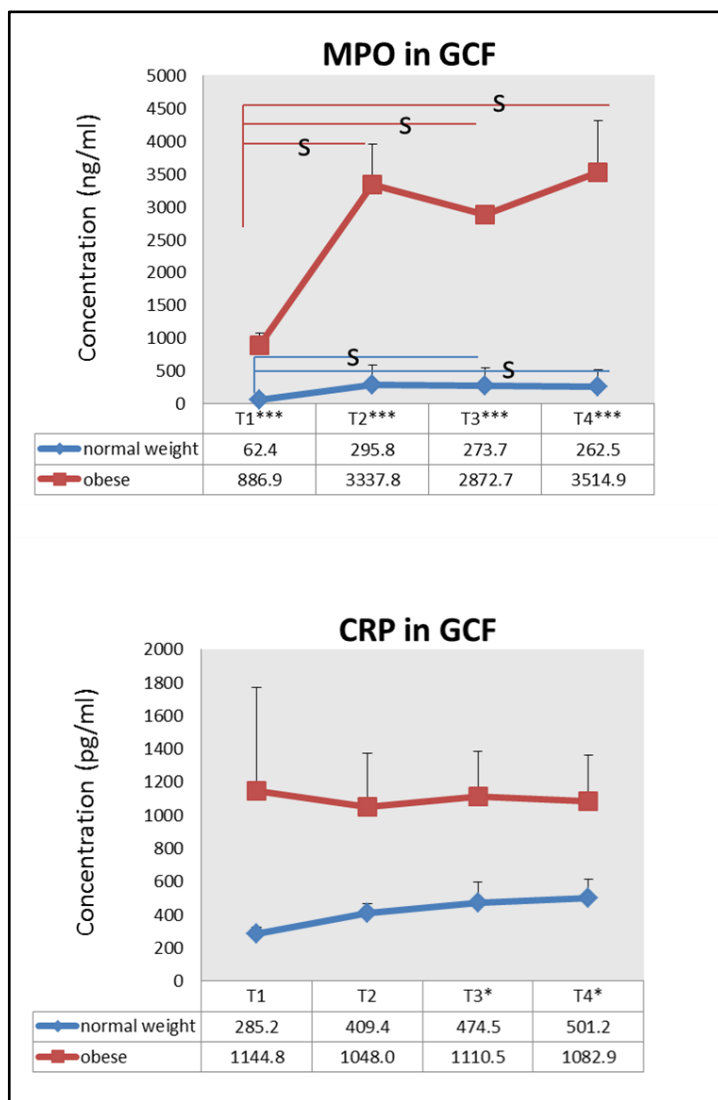 MPO in GCF
Concentration (ng/ml)
5000
4500
4000
3500
3000
2500
2000
1500
1000
500
0
S
S
S
S
S
T1*** T2*** T3*** T4***
normal weight 62.4 295.8 273.7 262.5
obese 886.9 3337.8 2872.7 3514.9
CRP in GCF
Concentration (pg/ml)
2000
1800
1600
1400
1200
1000
800
600
400
200
0
T1 T2 T3* T4*
normal weight 285.2 409.4 474.5 501.2
obese 1144.8 1048.0 1110.5 1082.9